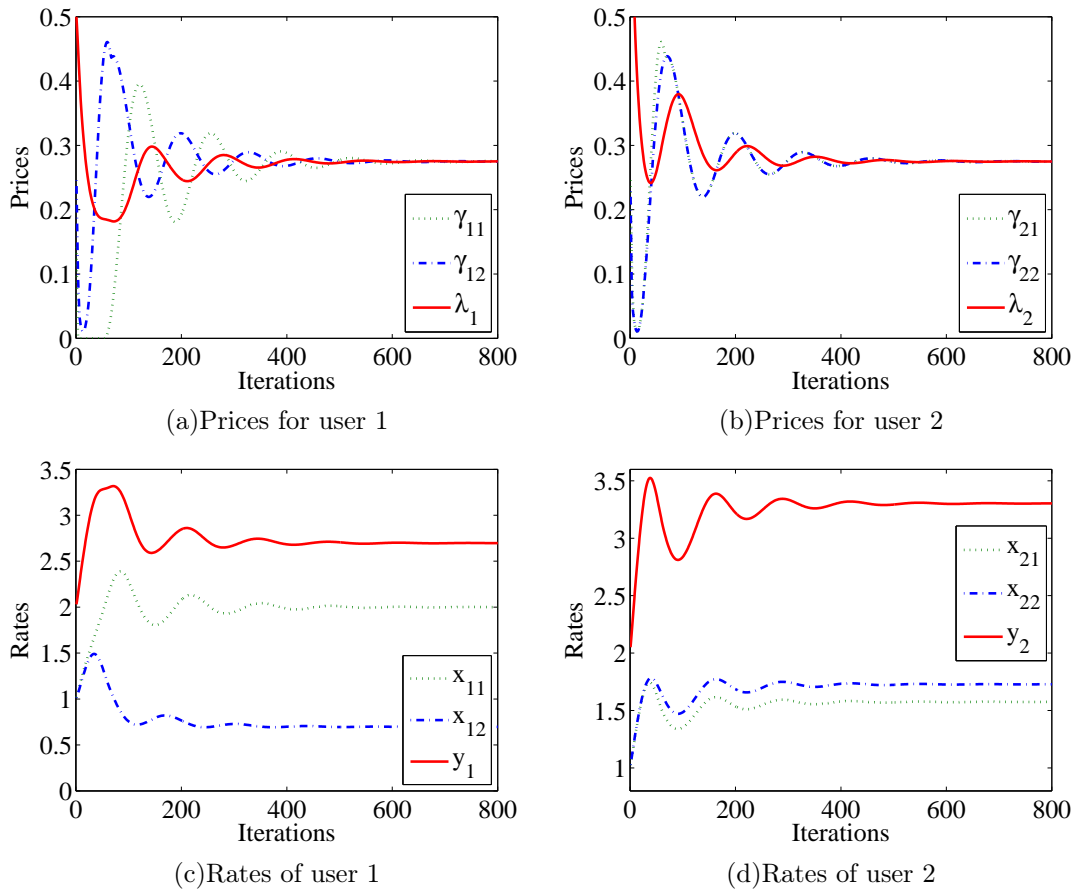 0.5
0.4
0.3
0.2
0.1
0
Prices
0 200 400 600 800
Iterations
γ11
γ12
λ1
(a)Prices for user 1
0.5
0.4
0.3
0.2
0.1
0
Prices
0 200 400 600 800
Iterations
γ21
γ22
λ2
(b)Prices for user 2
3.5
3
2.5
2
1.5
1
0.5
0
Rates
0 200 400 600 800
Iterations
x11
x12
y1
(c)Rates of user 1
3.5
3
2.5
2
1.5
1
Rates
0 200 400 600 800
Iterations
x21
x22
y2
(d)Rates of user 2